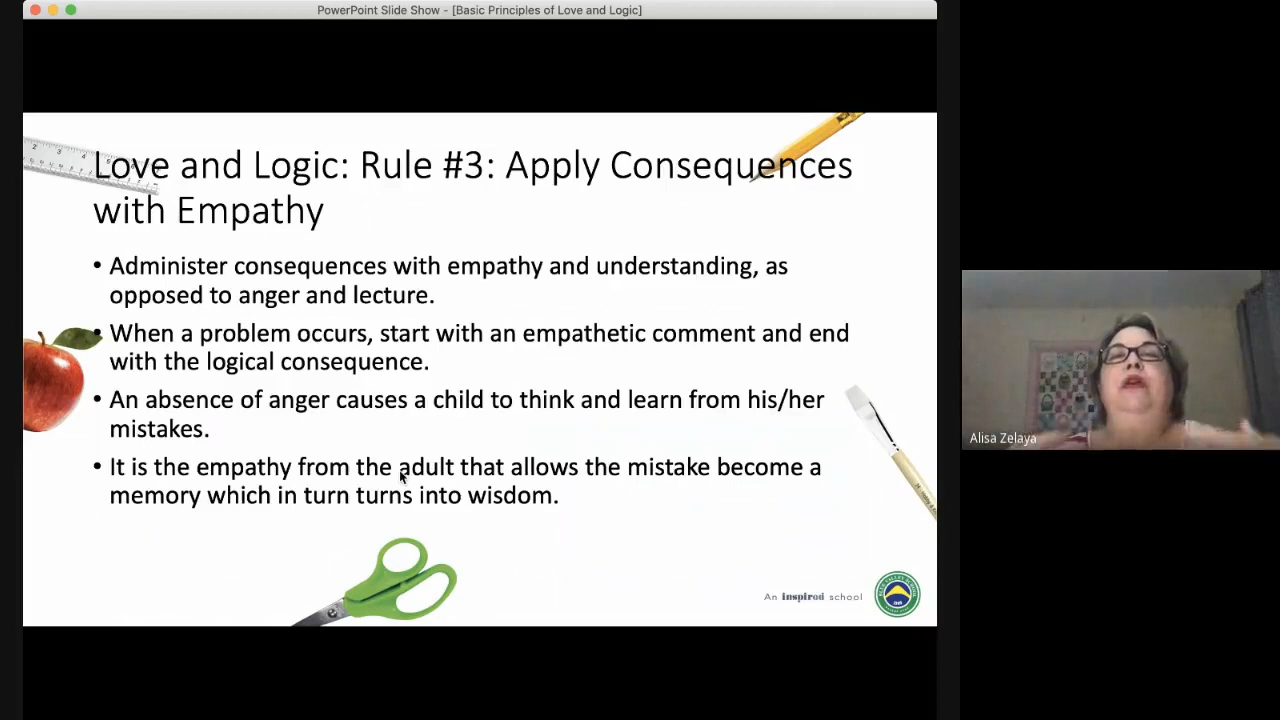 PowerPoint Slide Show - [Basic Principles of Love and Logic]
Love and Logic: Rule #3: Apply Consequences
with Empathy
• Administer consequences with empathy and understanding, as
opposed to anger and lecture.
• When a problem occurs, start with an empathetic comment and end
with the logical consequence.
• An absence of anger causes a child to think and learn from his/her
mistakes.
• It is the empathy from the adult that allows the mistake become a
memory which in turn turns into wisdom.
An inspired school
Alisa Zelaya